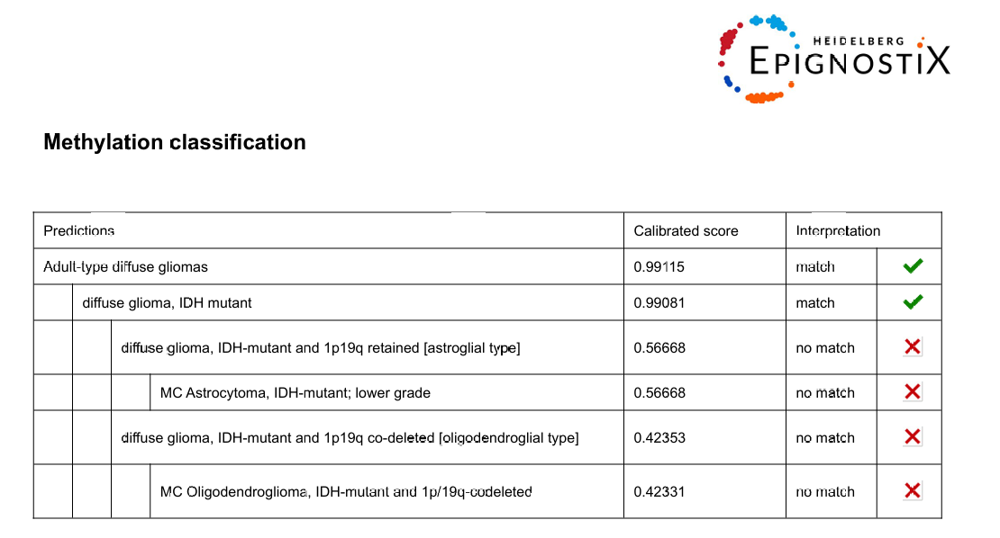 HEIDELBERG
EPIGNOSTIX
Methylation classification
Predictions Calibrated score Interpretation
Adult-type diffuse gliomas 0.99115 match
diffuse glioma, IDH mutant 0.99081 match
diffuse glioma, IDH-mutant and 1p19q retained [astroglial type] 0.56668 no match
MC Astrocytoma, IDH-mutant; lower grade 0.56668 no match
diffuse glioma, IDH-mutant and 1p19q co-deleted [oligodendroglial type] 0.42353 no match
MC Oligodendroglioma, IDH-mutant and 1p/19q-codeleted 0.42331 no match